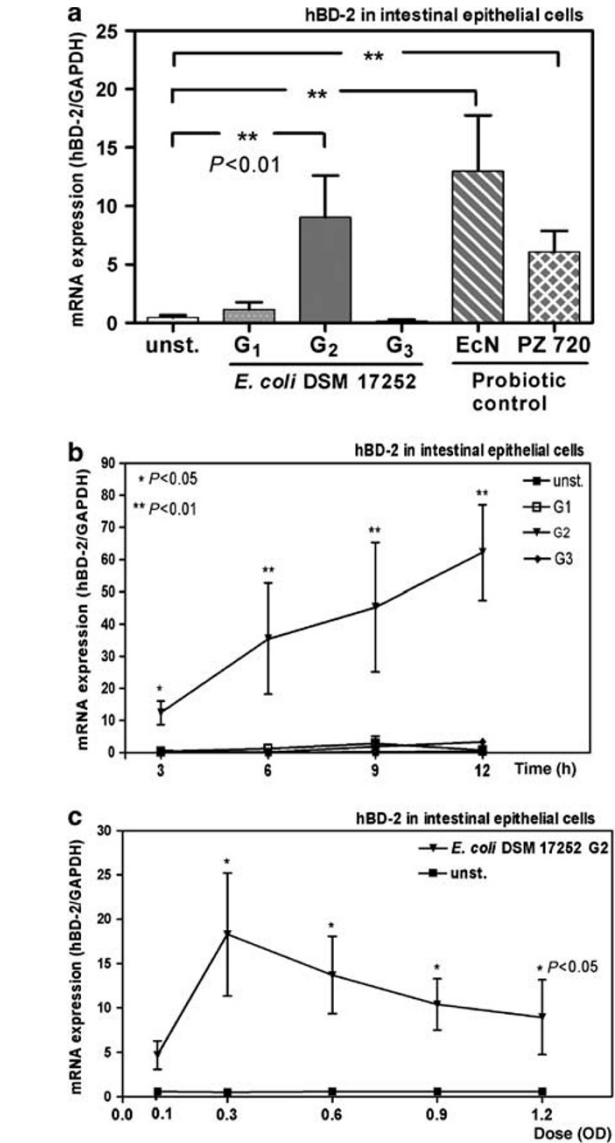 a
hBD-2 in intestinal epithelial cells
mRNA expression (hBD-2/GAPDH)
25
20
15
10
5
0
**
**
**
P<0.01
unst. G1 G2 G3 EcN PZ 720
E. coli DSM 17252
Probiotic
control
b
hBD-2 in intestinal epithelial cells
mRNA expression (hBD-2/GAPDH)
90
80
70
60
50
40
30
20
10
0
* P<0.05
** P<0.01
*
**
**
**
unst.
G1
G2
G3
3 6 9 12 Time (h)
c
hBD-2 in intestinal epithelial cells
mRNA expression (hBD-2/GAPDH)
30
25
20
15
10
5
0
E. coli DSM 17252 G2
unst.
*
*
*
* P<0.05
0.0 0.1 0.3 0.6 0.9 1.2
Dose (OD)